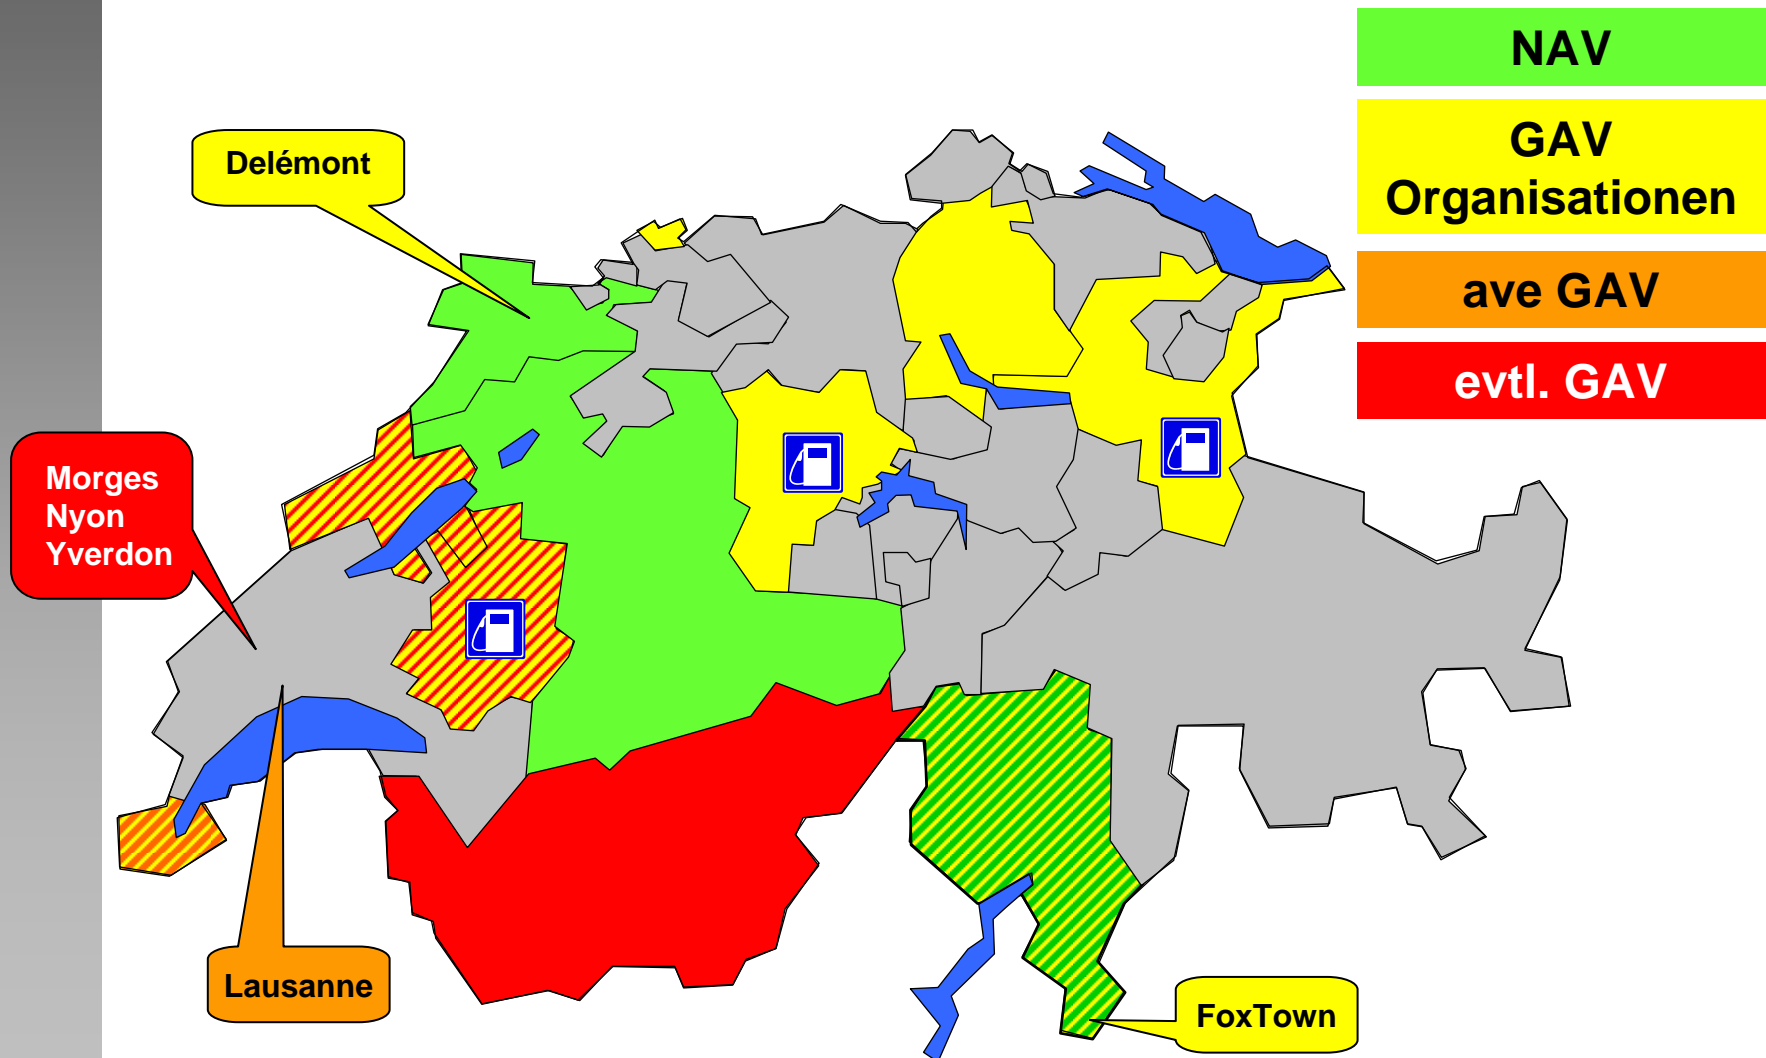 NAV
GAV
Organisationen
ave GAV
evtl. GAV
Delémont
Morges
Nyon
Yverdon
Lausanne
FoxTown